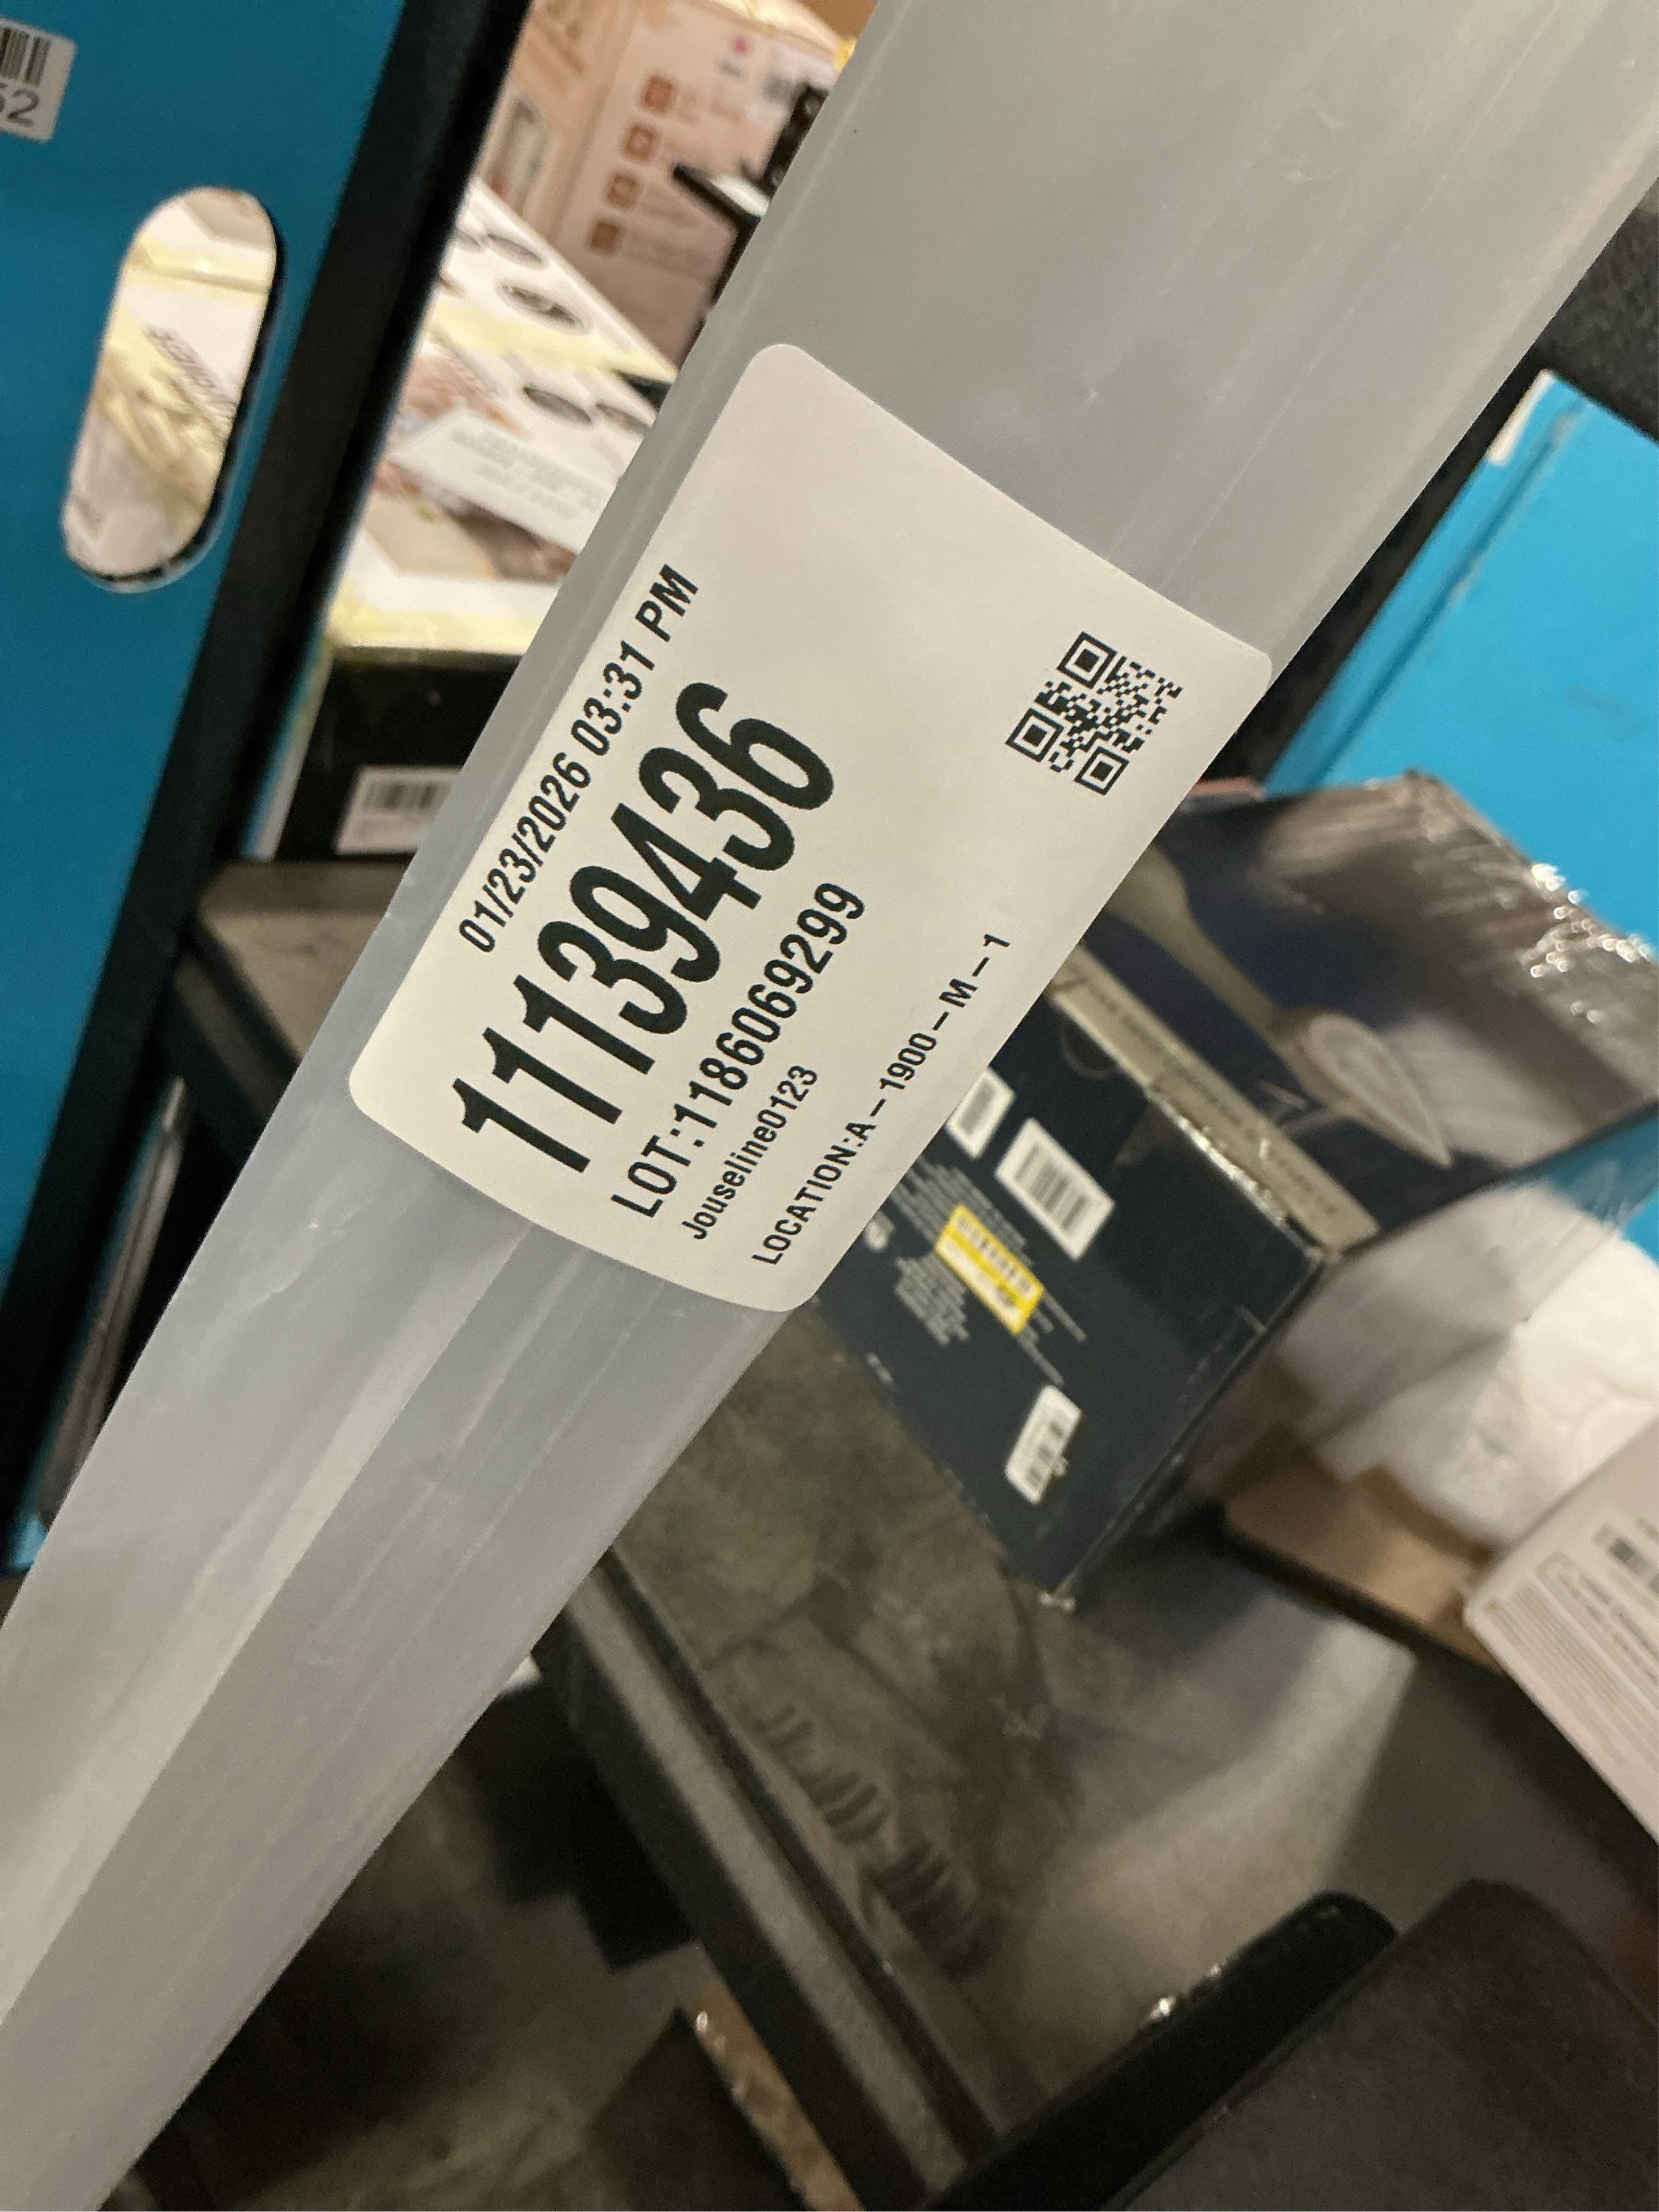 01/23/2026 03:31 PM
11139436
LOT:1186069299
Jouseline0123
LOCATION:A-1900-M-1